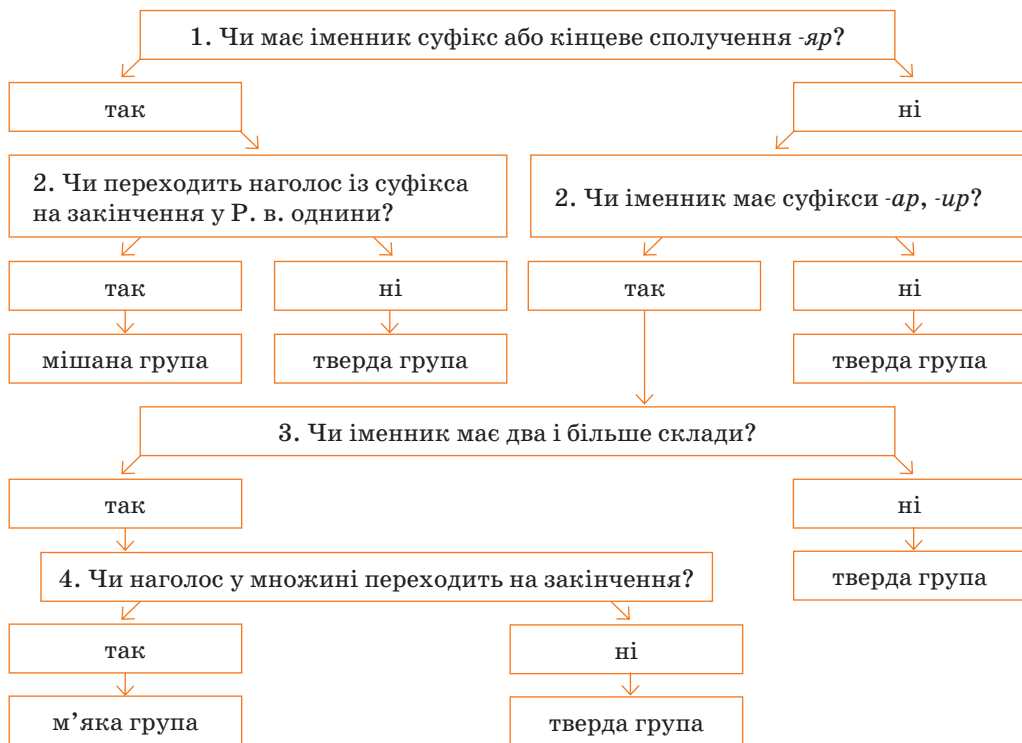 1. Чи має іменник суфікс або кінцеве сполучення -яр?
так
ні
2. Чи переходить наголос із суфікса
на закінчення у Р. в. однини?
2. Чи іменник має суфікси -ар, -ир?
так
ні
так
ні
мішана група
тверда група
тверда група
3. Чи іменник має два і більше склади?
так
ні
4. Чи наголос у множині переходить на закінчення?
тверда група
так
ні
м’яка група
тверда група